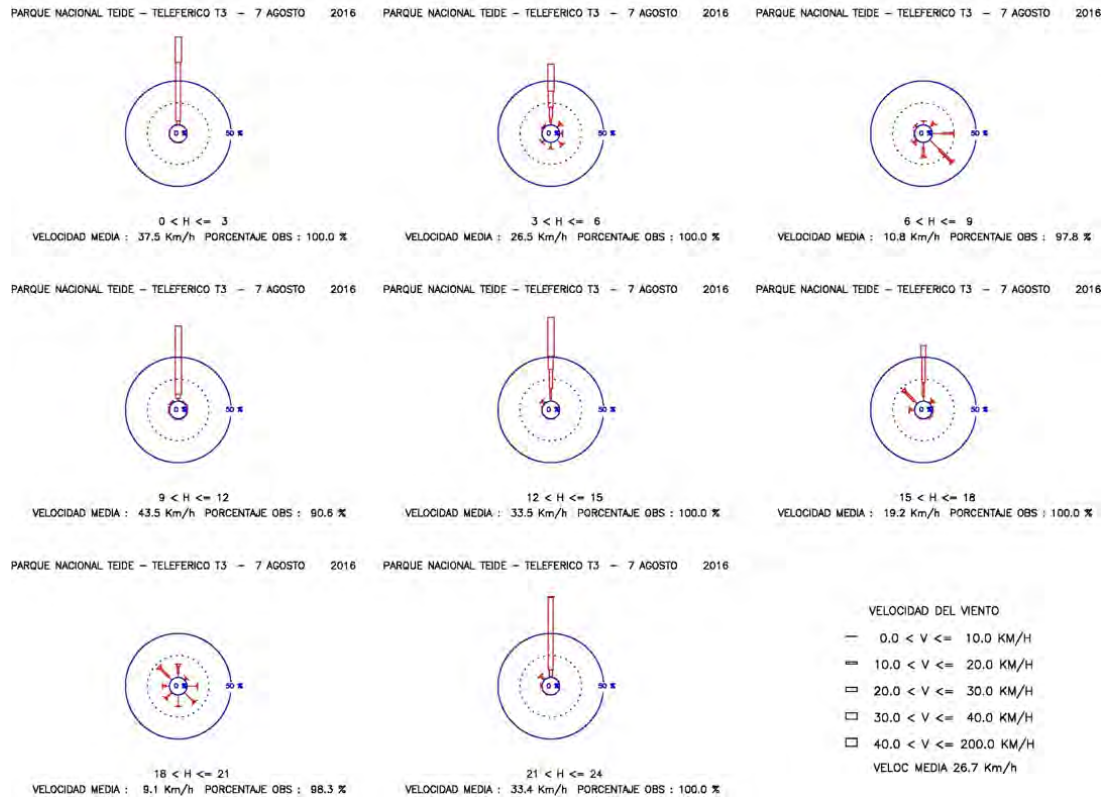 PARQUE NACIONAL TEIDE – TELEFERICO T3 – 7 AGOSTO 2016
50 %
0 %
0 < H <= 3
VELOCIDAD MEDIA : 37.5 Km/h PORCENTAJE OBS : 100.0 %
PARQUE NACIONAL TEIDE – TELEFERICO T3 – 7 AGOSTO 2016
50 %
0 %
3 < H <= 6
VELOCIDAD MEDIA : 26.5 Km/h PORCENTAJE OBS : 100.0 %
PARQUE NACIONAL TEIDE – TELEFERICO T3 – 7 AGOSTO 2016
50 %
0 %
6 < H <= 9
VELOCIDAD MEDIA : 10.8 Km/h PORCENTAJE OBS : 97.8 %
PARQUE NACIONAL TEIDE – TELEFERICO T3 – 7 AGOSTO 2016
50 %
0 %
9 < H <= 12
VELOCIDAD MEDIA : 43.5 Km/h PORCENTAJE OBS : 90.6 %
PARQUE NACIONAL TEIDE – TELEFERICO T3 – 7 AGOSTO 2016
50 %
0 %
12 < H <= 15
VELOCIDAD MEDIA : 33.5 Km/h PORCENTAJE OBS : 100.0 %
PARQUE NACIONAL TEIDE – TELEFERICO T3 – 7 AGOSTO 2016
50 %
0 %
15 < H <= 18
VELOCIDAD MEDIA : 19.2 Km/h PORCENTAJE OBS : 100.0 %
PARQUE NACIONAL TEIDE – TELEFERICO T3 – 7 AGOSTO 2016
50 %
0 %
18 < H <= 21
VELOCIDAD MEDIA : 9.1 Km/h PORCENTAJE OBS : 98.3 %
PARQUE NACIONAL TEIDE – TELEFERICO T3 – 7 AGOSTO 2016
50 %
0 %
21 < H <= 24
VELOCIDAD MEDIA : 33.4 Km/h PORCENTAJE OBS : 100.0 %
VELOCIDAD DEL VIENTO
0.0 < V <= 10.0 KM/H
10.0 < V <= 20.0 KM/H
20.0 < V <= 30.0 KM/H
30.0 < V <= 40.0 KM/H
40.0 < V <= 200.0 KM/H
VELOC MEDIA 26.7 Km/h